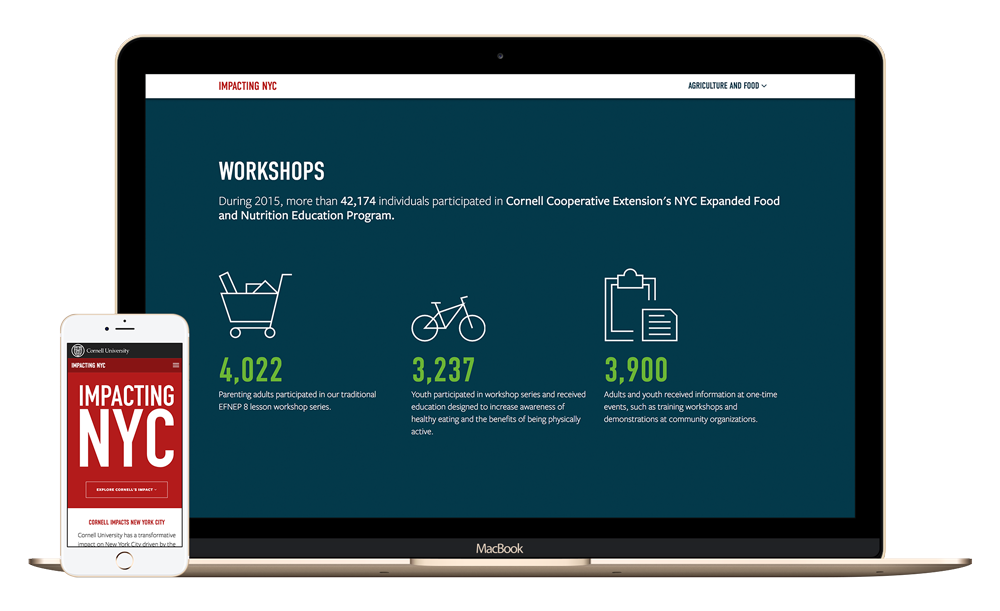 IMPACTING NYC
AGRICULTURE AND FOOD
WORKSHOPS
During 2015, more than 42,174 individuals participated in Cornell Cooperative Extension's NYC Expanded Food
and Nutrition Education Program.
4,022
Parenting adults participated in our traditional
EFNEP 8 lesson workshop series.
3,237
Youth participated in workshop series and received
education designed to increase awareness of
healthy eating and the benefits of being physically
active.
3,900
Adults and youth received information at one-time
events, such as training workshops and
demonstrations at community organizations.
MacBook
Cornell University
IMPACTING NYC
IMPACTING
NYC
EXPLORE CORNELL'S IMPACT
CORNELL IMPACTS NEW YORK CITY
Cornell University has a transformative
impact on New York City driven by the